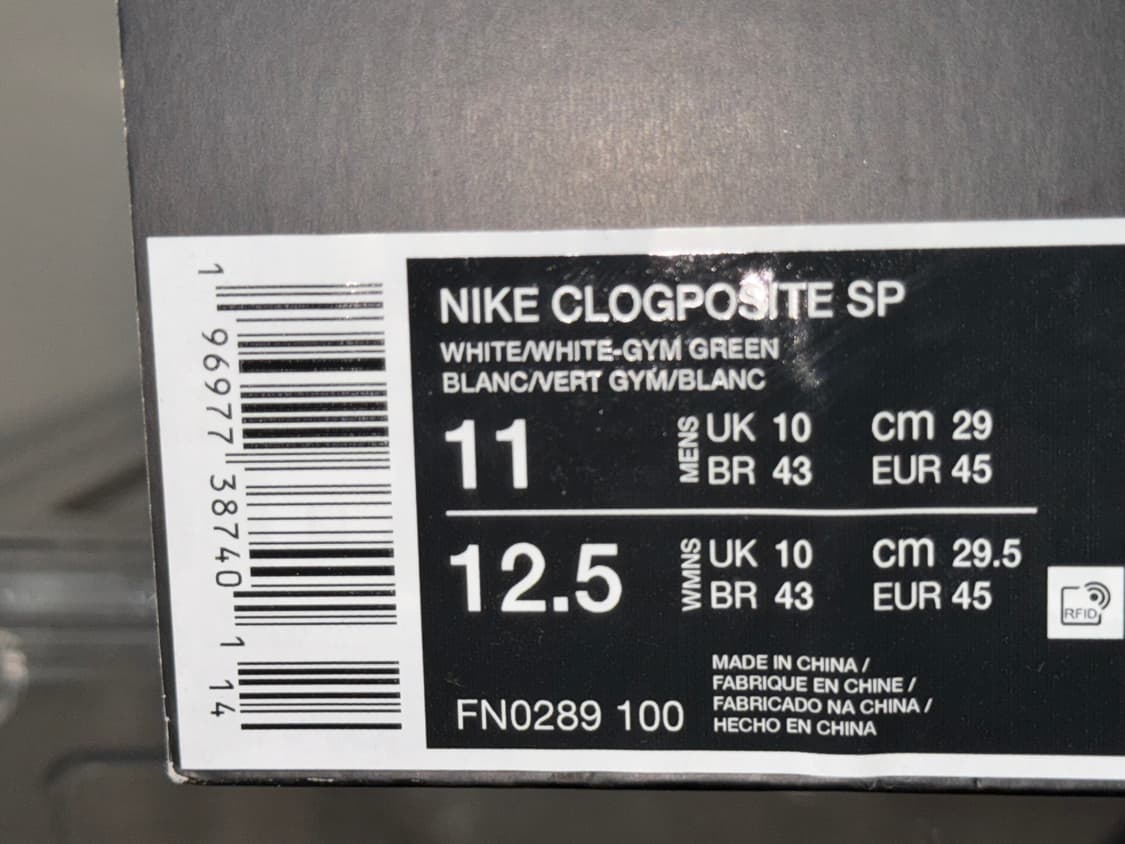 1 96977 38740 1 14
NIKE CLOGPOSITE SP
WHITE/WHITE-GYM GREEN
BLANC/VERT GYM/BLANC
11 MENS UK 10 cm 29
BR 43 EUR 45
12.5 WMNS UK 10 cm 29.5
BR 43 EUR 45
RFID
FN0289 100
MADE IN CHINA /
FABRIQUE EN CHINE /
FABRICADO NA CHINA /
HECHO EN CHINA